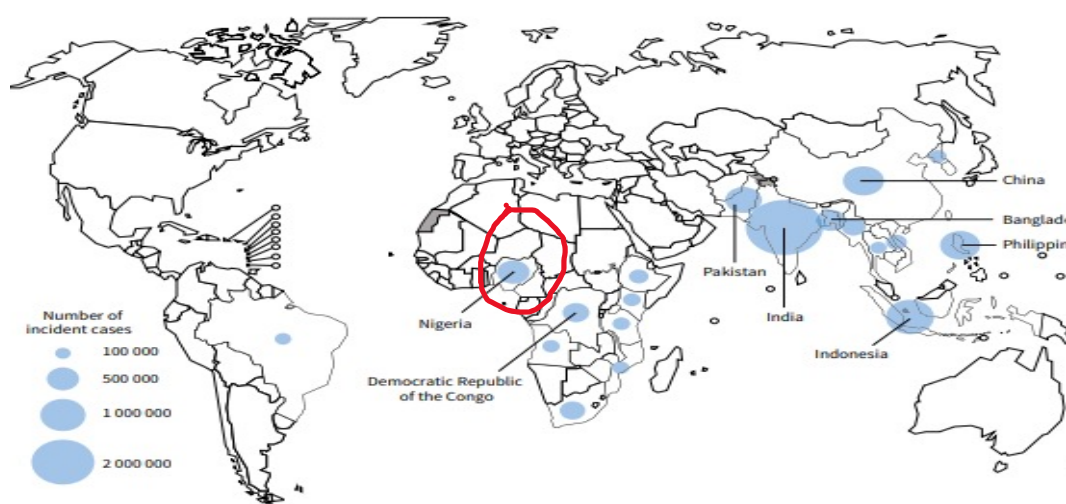 China
Banglade
Philippin
Pakistan
India
Indonesia
Nigeria
Democratic Republic
of the Congo
Number of
incident cases
100 000
500 000
1 000 000
2 000 000